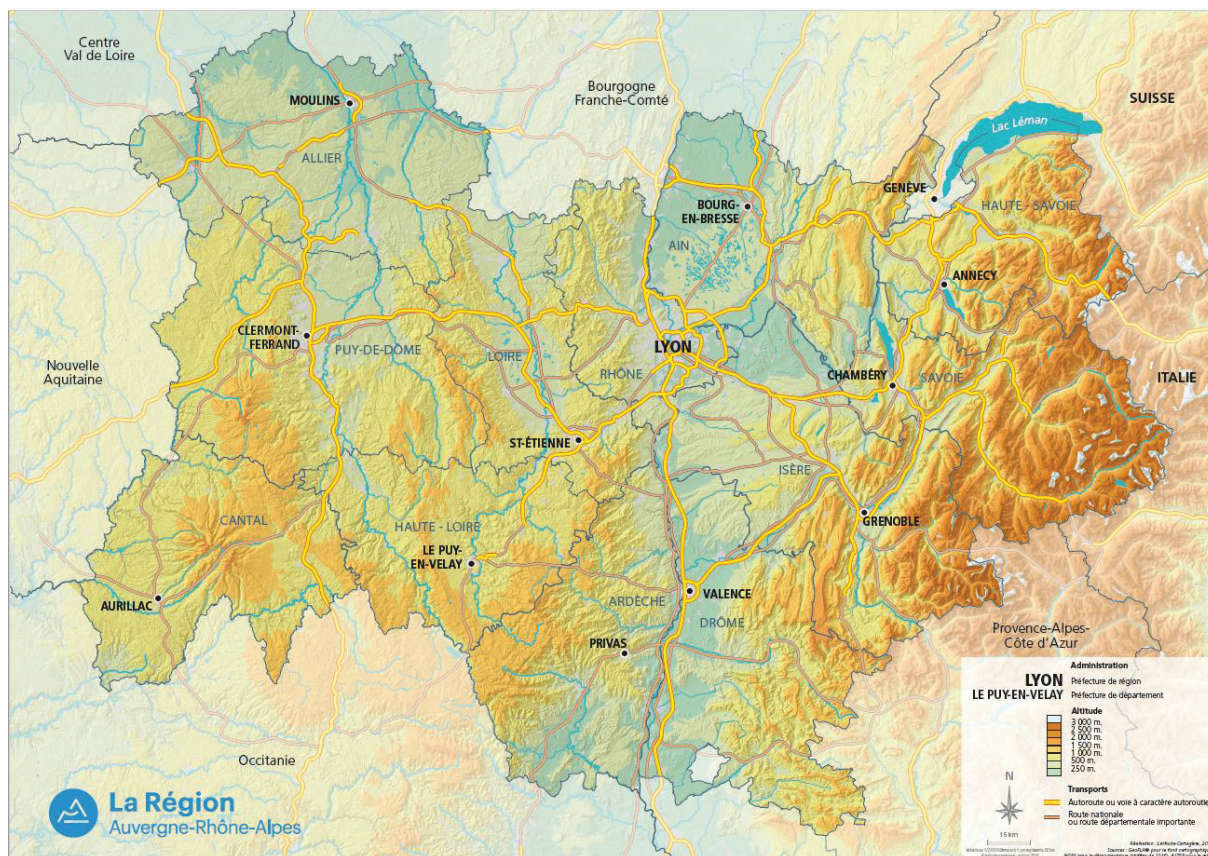 Centre
Val de Loire
Bourgogne
Franche-Comté
SUISSE
MOULINS
Lac Léman
ALLIER
GENÈVE
BOURG-
EN-BRESSE
HAUTE - SAVOIE
AIN
ANNECY
CLERMONT-
FERRAND
PUY-DE-DÔME
LOIRE
LYON
RHÔNE
Nouvelle
Aquitaine
CHAMBÉRY
SAVOIE
ITALIE
ST-ÉTIENNE
ISÈRE
CANTAL
HAUTE - LOIRE
GRENOBLE
LE PUY-
EN-VELAY
AURILLAC
ARDÈCHE
VALENCE
DRÔME
PRIVAS
Provence-Alpes-
Côte d'Azur
Occitanie
Administration
LYON Préfecture de région
LE PUY-EN-VELAY Préfecture de département
Altitude
3 000 m.
2 500 m.
2 000 m.
1 500 m.
1 000 m.
500 m.
250 m.
N
15 km
Transports
Autoroute ou voie à caractère autoroutie
Route nationale
ou route départementale importante
La Région
Auvergne-Rhône-Alpes